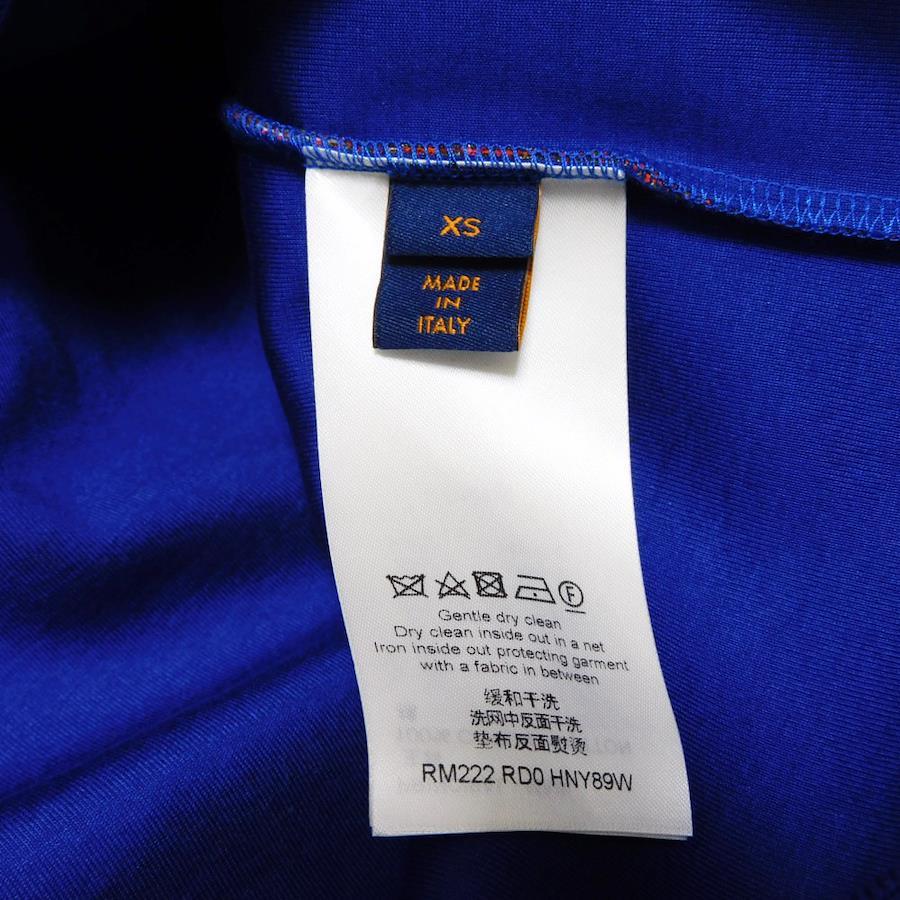 XS
MADE
IN
ITALY
F
Gentle dry clean
Dry clean inside out in a net
Iron inside out protecting garment
with a fabric in between
缓和干洗
洗网中反面干洗
垫布反面熨烫
RM222 RD0 HNY89W